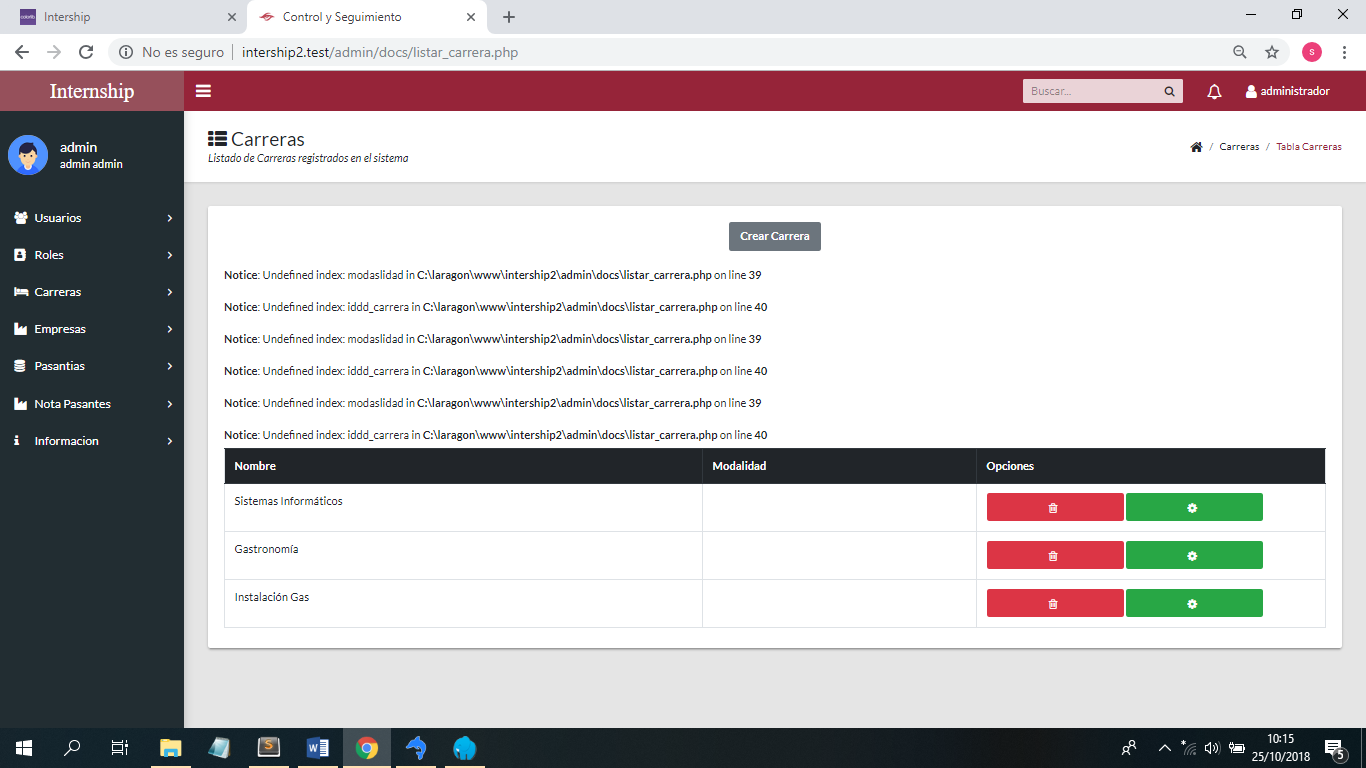 Intership
Control y Seguimiento
No es seguro
intership2.test/admin/docs/listar_carrera.php
s
Internship
Buscar...
administrador
admin
admin admin
Carreras
Listado de Carreras registrados en el sistema
/ Carreras / Tabla Carreras
Usuarios
Roles
Carreras
Empresas
Pasantias
Nota Pasantes
Informacion
Crear Carrera
Notice: Undefined index: modaslidad in C:\laragon\www\intership2\admin\docs\listar_carrera.php on line 39
Notice: Undefined index: iddd_carrera in C:\laragon\www\intership2\admin\docs\listar_carrera.php on line 40
Notice: Undefined index: modaslidad in C:\laragon\www\intership2\admin\docs\listar_carrera.php on line 39
Notice: Undefined index: iddd_carrera in C:\laragon\www\intership2\admin\docs\listar_carrera.php on line 40
Notice: Undefined index: modaslidad in C:\laragon\www\intership2\admin\docs\listar_carrera.php on line 39
Notice: Undefined index: iddd_carrera in C:\laragon\www\intership2\admin\docs\listar_carrera.php on line 40
Nombre Modalidad Opciones
Sistemas Informáticos
Gastronomía
Instalación Gas
10:15
25/10/2018
5